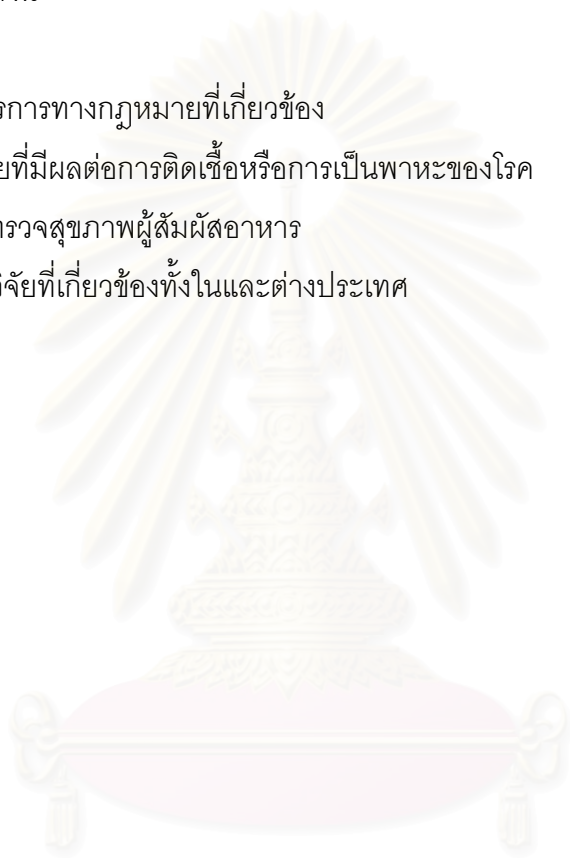 รการทางกฎหมายที่เกี่ยวข้อง
ยที่มีผลต่อการติดเชื้อหรือการเป็นพาหะของโรค
ตรวจสุขภาพผู้สัมผัสอาหาร
วิจัยที่เกี่ยวข้องทั้งในและต่างประเทศ